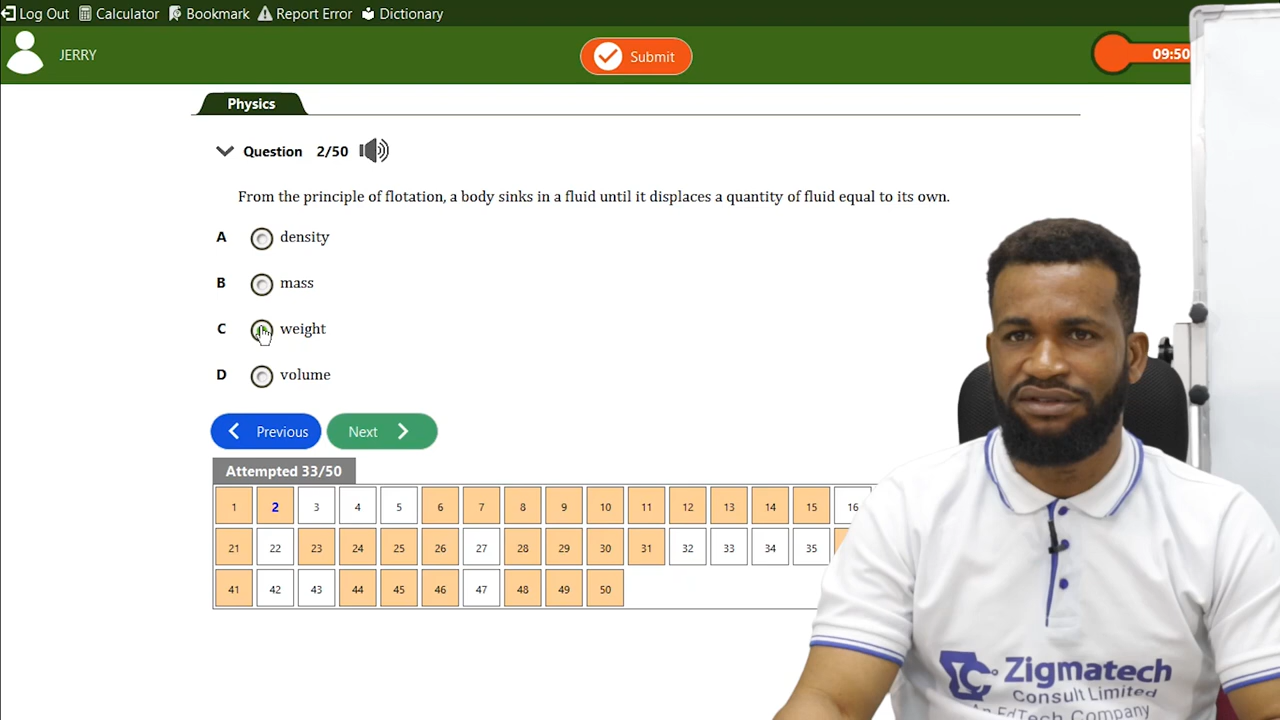 Log Out Calculator Bookmark Report Error Dictionary
JERRY
Submit
09:50
Physics
Question 2/50
From the principle of flotation, a body sinks in a fluid until it displaces a quantity of fluid equal to its own.
A density
B mass
C weight
D volume
Previous Next
Attempted 33/50
1 2 3 4 5 6 7 8 9 10 11 12 13 14 15 16
21 22 23 24 25 26 27 28 29 30 31 32 33 34 35
41 42 43 44 45 46 47 48 49 50
Zigmatech
Consult Limited
An EdTech Company